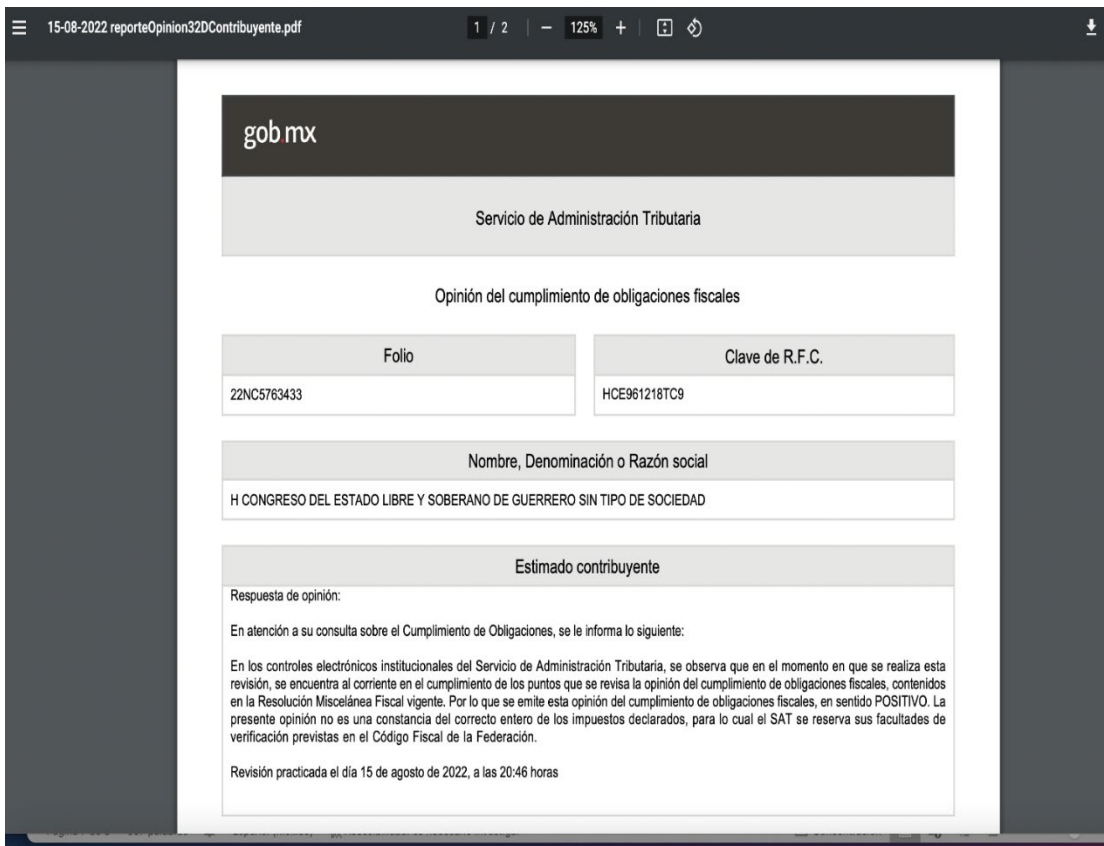 15-08-2022 reporteOpinion32DContribuyente.pdf
1 / 2 | − 125% +
gob.mx
Servicio de Administración Tributaria
Opinión del cumplimiento de obligaciones fiscales
Folio
Clave de R.F.C.
22NC5763433
HCE961218TC9
Nombre, Denominación o Razón social
H CONGRESO DEL ESTADO LIBRE Y SOBERANO DE GUERRERO SIN TIPO DE SOCIEDAD
Estimado contribuyente
Respuesta de opinión:
En atención a su consulta sobre el Cumplimiento de Obligaciones, se le informa lo siguiente:
En los controles electrónicos institucionales del Servicio de Administración Tributaria, se observa que en el momento en que se realiza esta
revisión, se encuentra al corriente en el cumplimiento de los puntos que se revisa la opinión del cumplimiento de obligaciones fiscales, contenidos
en la Resolución Miscelánea Fiscal vigente. Por lo que se emite esta opinión del cumplimiento de obligaciones fiscales, en sentido POSITIVO. La
presente opinión no es una constancia del correcto entero de los impuestos declarados, para lo cual el SAT se reserva sus facultades de
verificación previstas en el Código Fiscal de la Federación.
Revisión practicada el día 15 de agosto de 2022, a las 20:46 horas